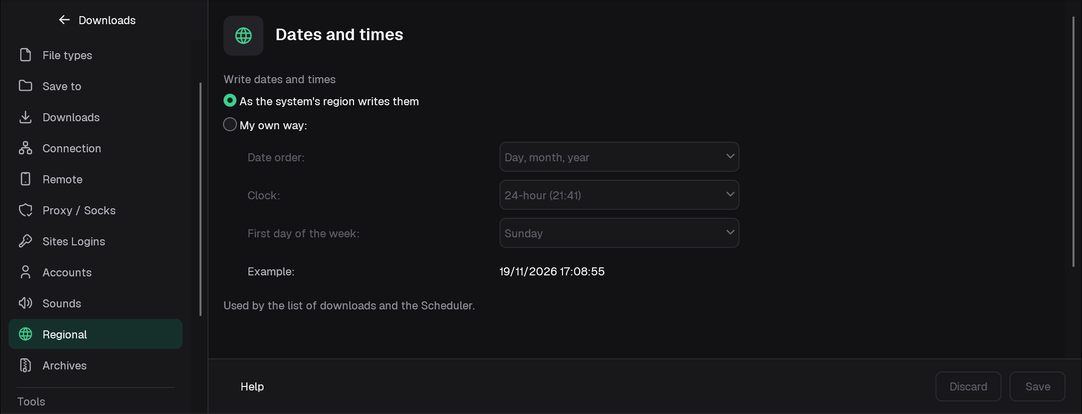 Downloads
File types
Save to
Downloads
Connection
Remote
Proxy / Socks
Sites Logins
Accounts
Sounds
Regional
Archives
Tools
Dates and times
Write dates and times
As the system's region writes them
My own way:
Date order: Day, month, year
Clock: 24-hour (21:41)
First day of the week: Sunday
Example: 19/11/2026 17:08:55
Used by the list of downloads and the Scheduler.
Help Discard Save